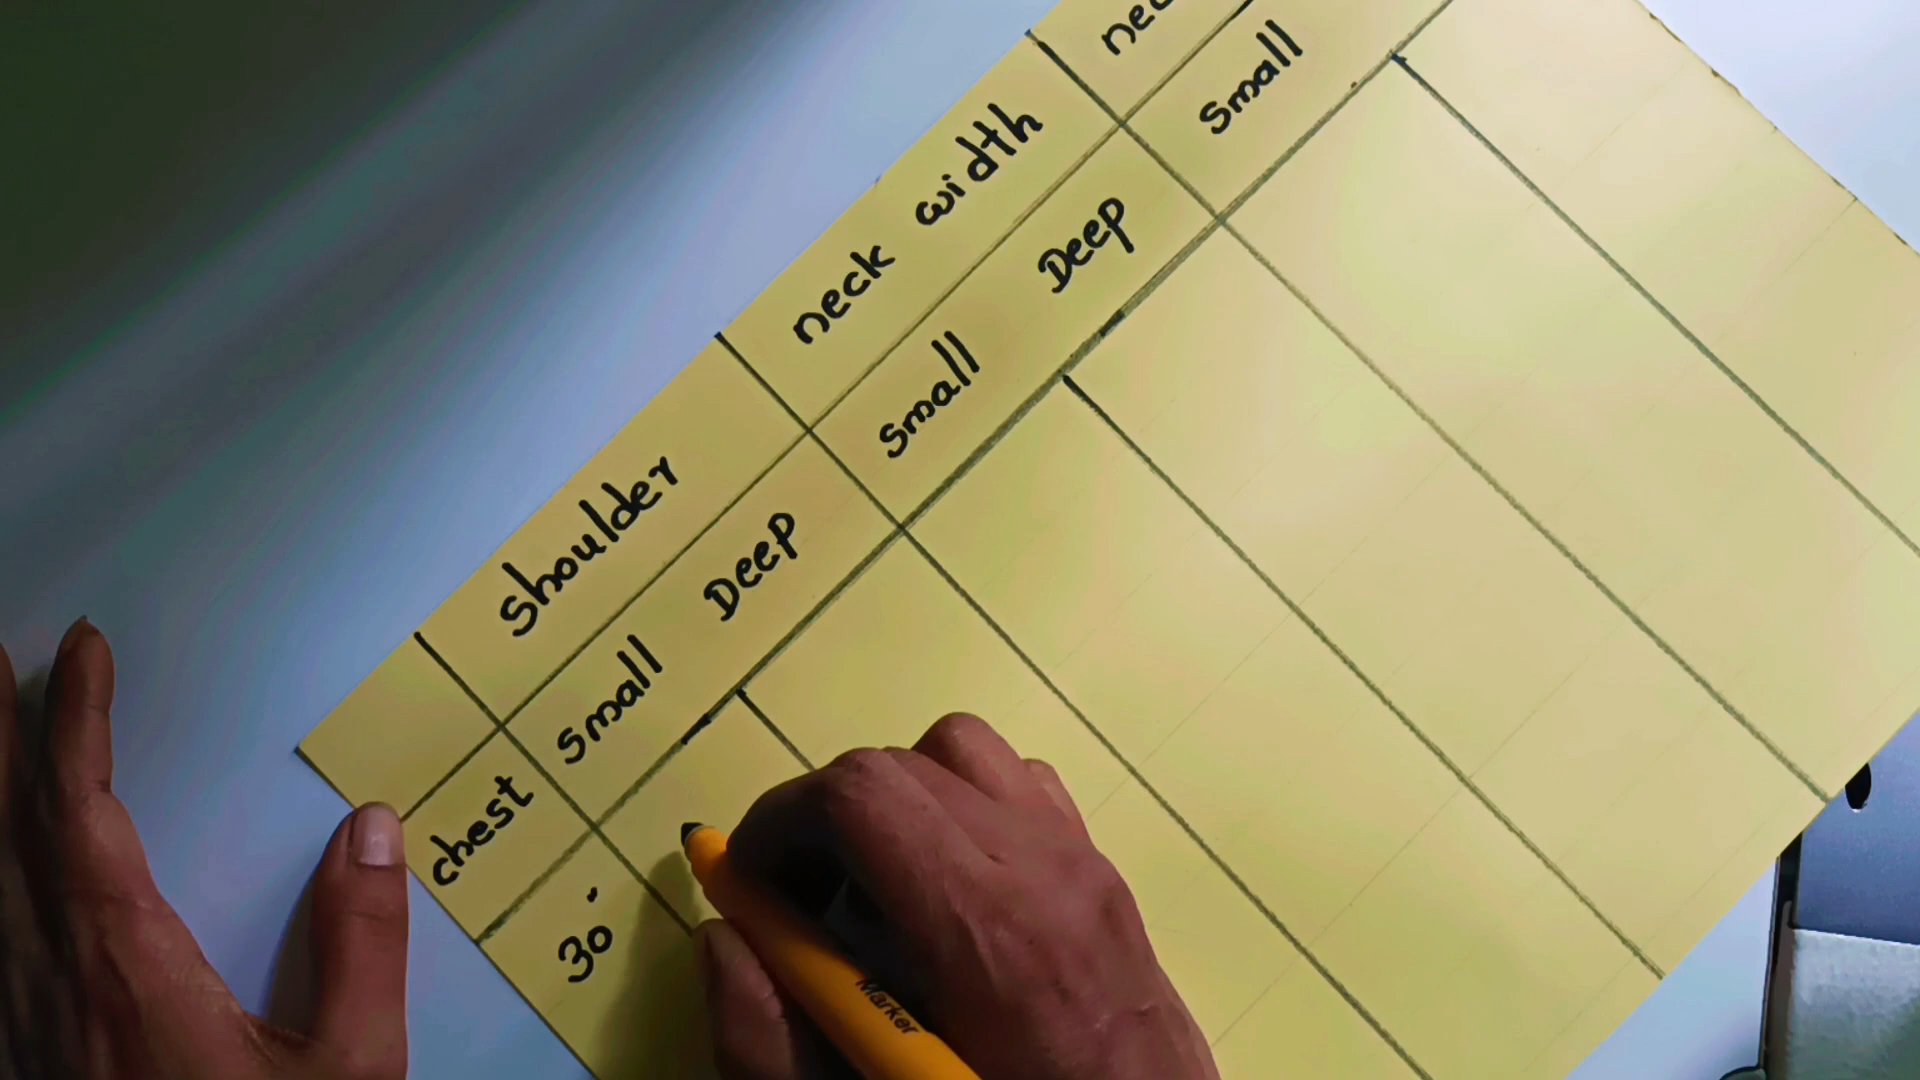 shoulder neck width
chest small Deep small Deep small
30"
Marker